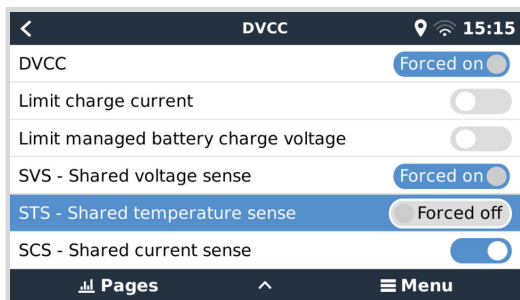 DVCC 15:15
DVCC Forced on
Limit charge current
Limit managed battery charge voltage
SVS - Shared voltage sense Forced on
STS - Shared temperature sense Forced off
SCS - Shared current sense
Pages Menu